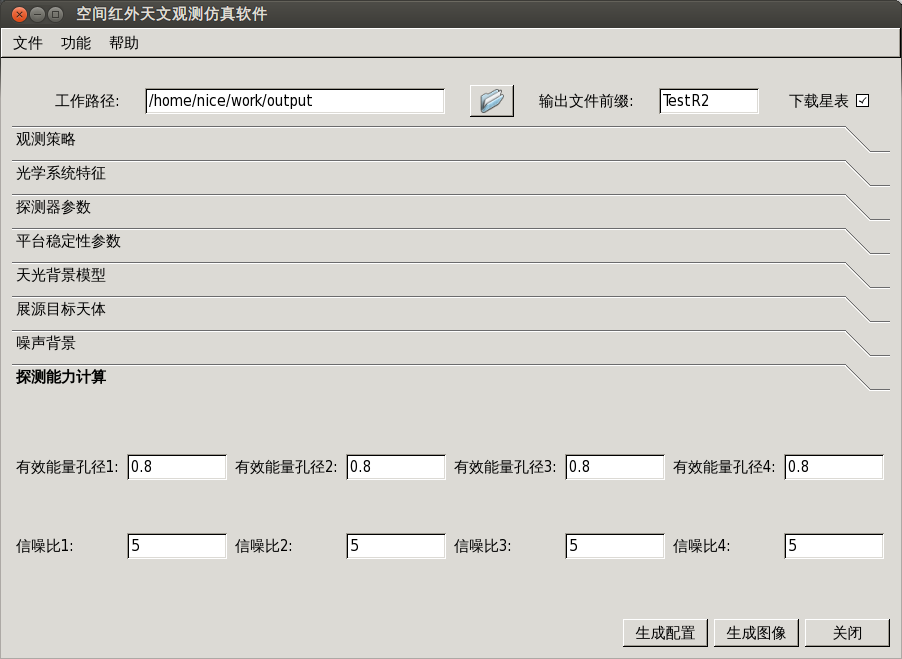 空间红外天文观测仿真软件
文件 功能 帮助
工作路径: /home/nice/work/output 输出文件前缀: TestR2 下载星表
观测策略
光学系统特征
探测器参数
平台稳定性参数
天光背景模型
展源目标天体
噪声背景
探测能力计算
有效能量孔径1: 0.8 有效能量孔径2: 0.8 有效能量孔径3: 0.8 有效能量孔径4: 0.8
信噪比1: 5 信噪比2: 5 信噪比3: 5 信噪比4: 5
生成配置 生成图像 关闭